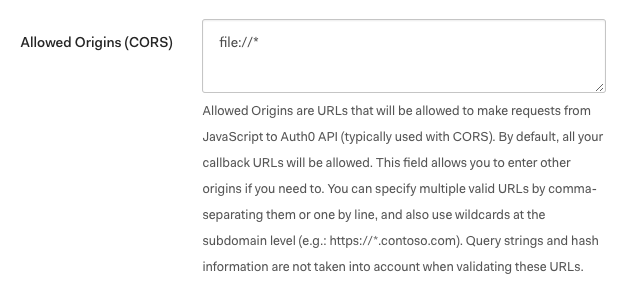 Allowed Origins (CORS)
file://*
Allowed Origins are URLs that will be allowed to make requests from
JavaScript to Auth0 API (typically used with CORS). By default, all your
callback URLs will be allowed. This field allows you to enter other
origins if you need to. You can specify multiple valid URLs by comma-
separating them or one by line, and also use wildcards at the
subdomain level (e.g.: https://*.contoso.com). Query strings and hash
information are not taken into account when validating these URLs.